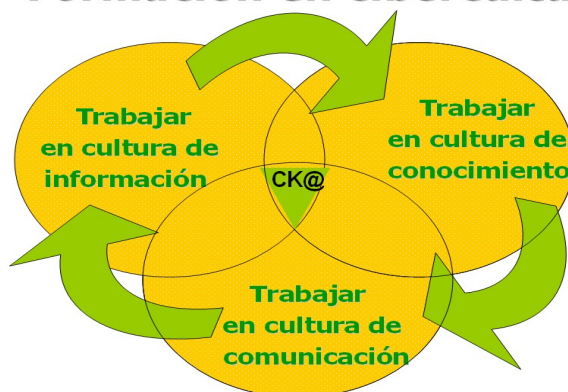 Trabajar
en cultura de
información
Trabajar
en cultura de
conocimiento
CK@
Trabajar
en cultura de
comunicación